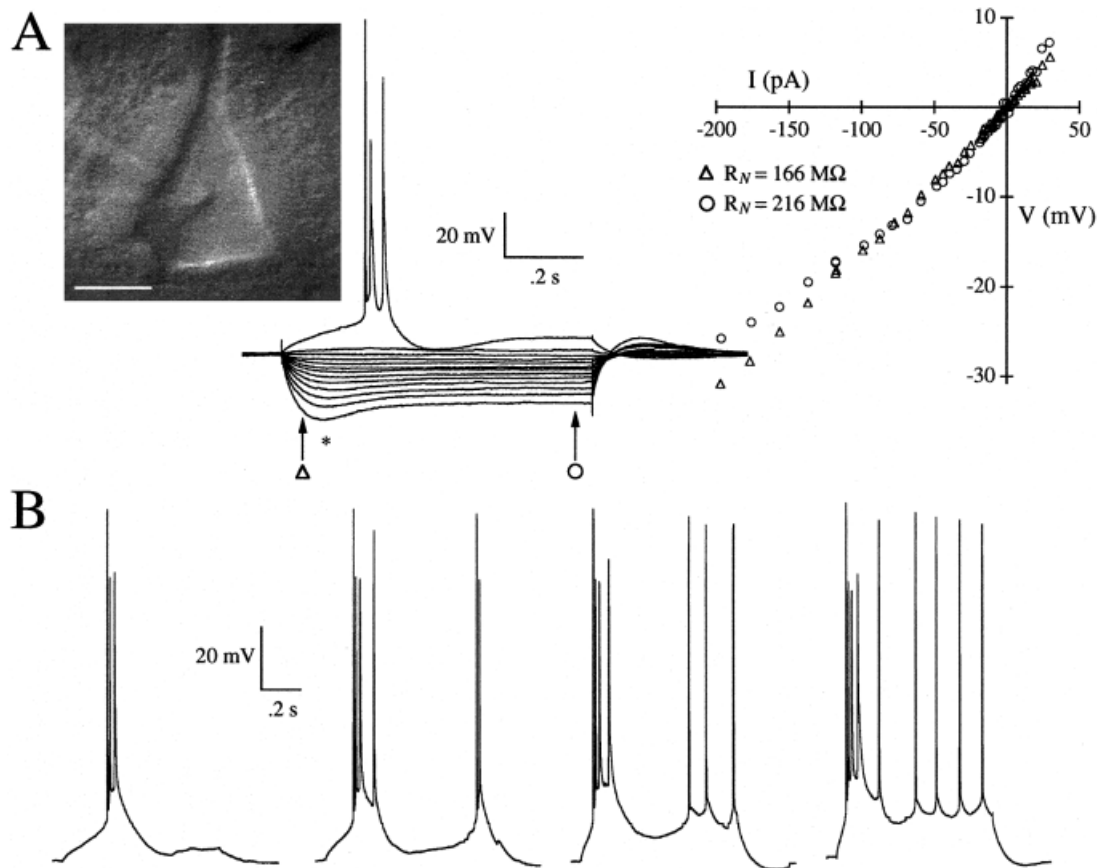 A
20 mV
.2 s
*
Δ
○
I (pA)
V (mV)
10
-200
-150
-100
-50
50
-10
-20
-30
Δ R_N = 166 MΩ
○ R_N = 216 MΩ
B
20 mV
.2 s